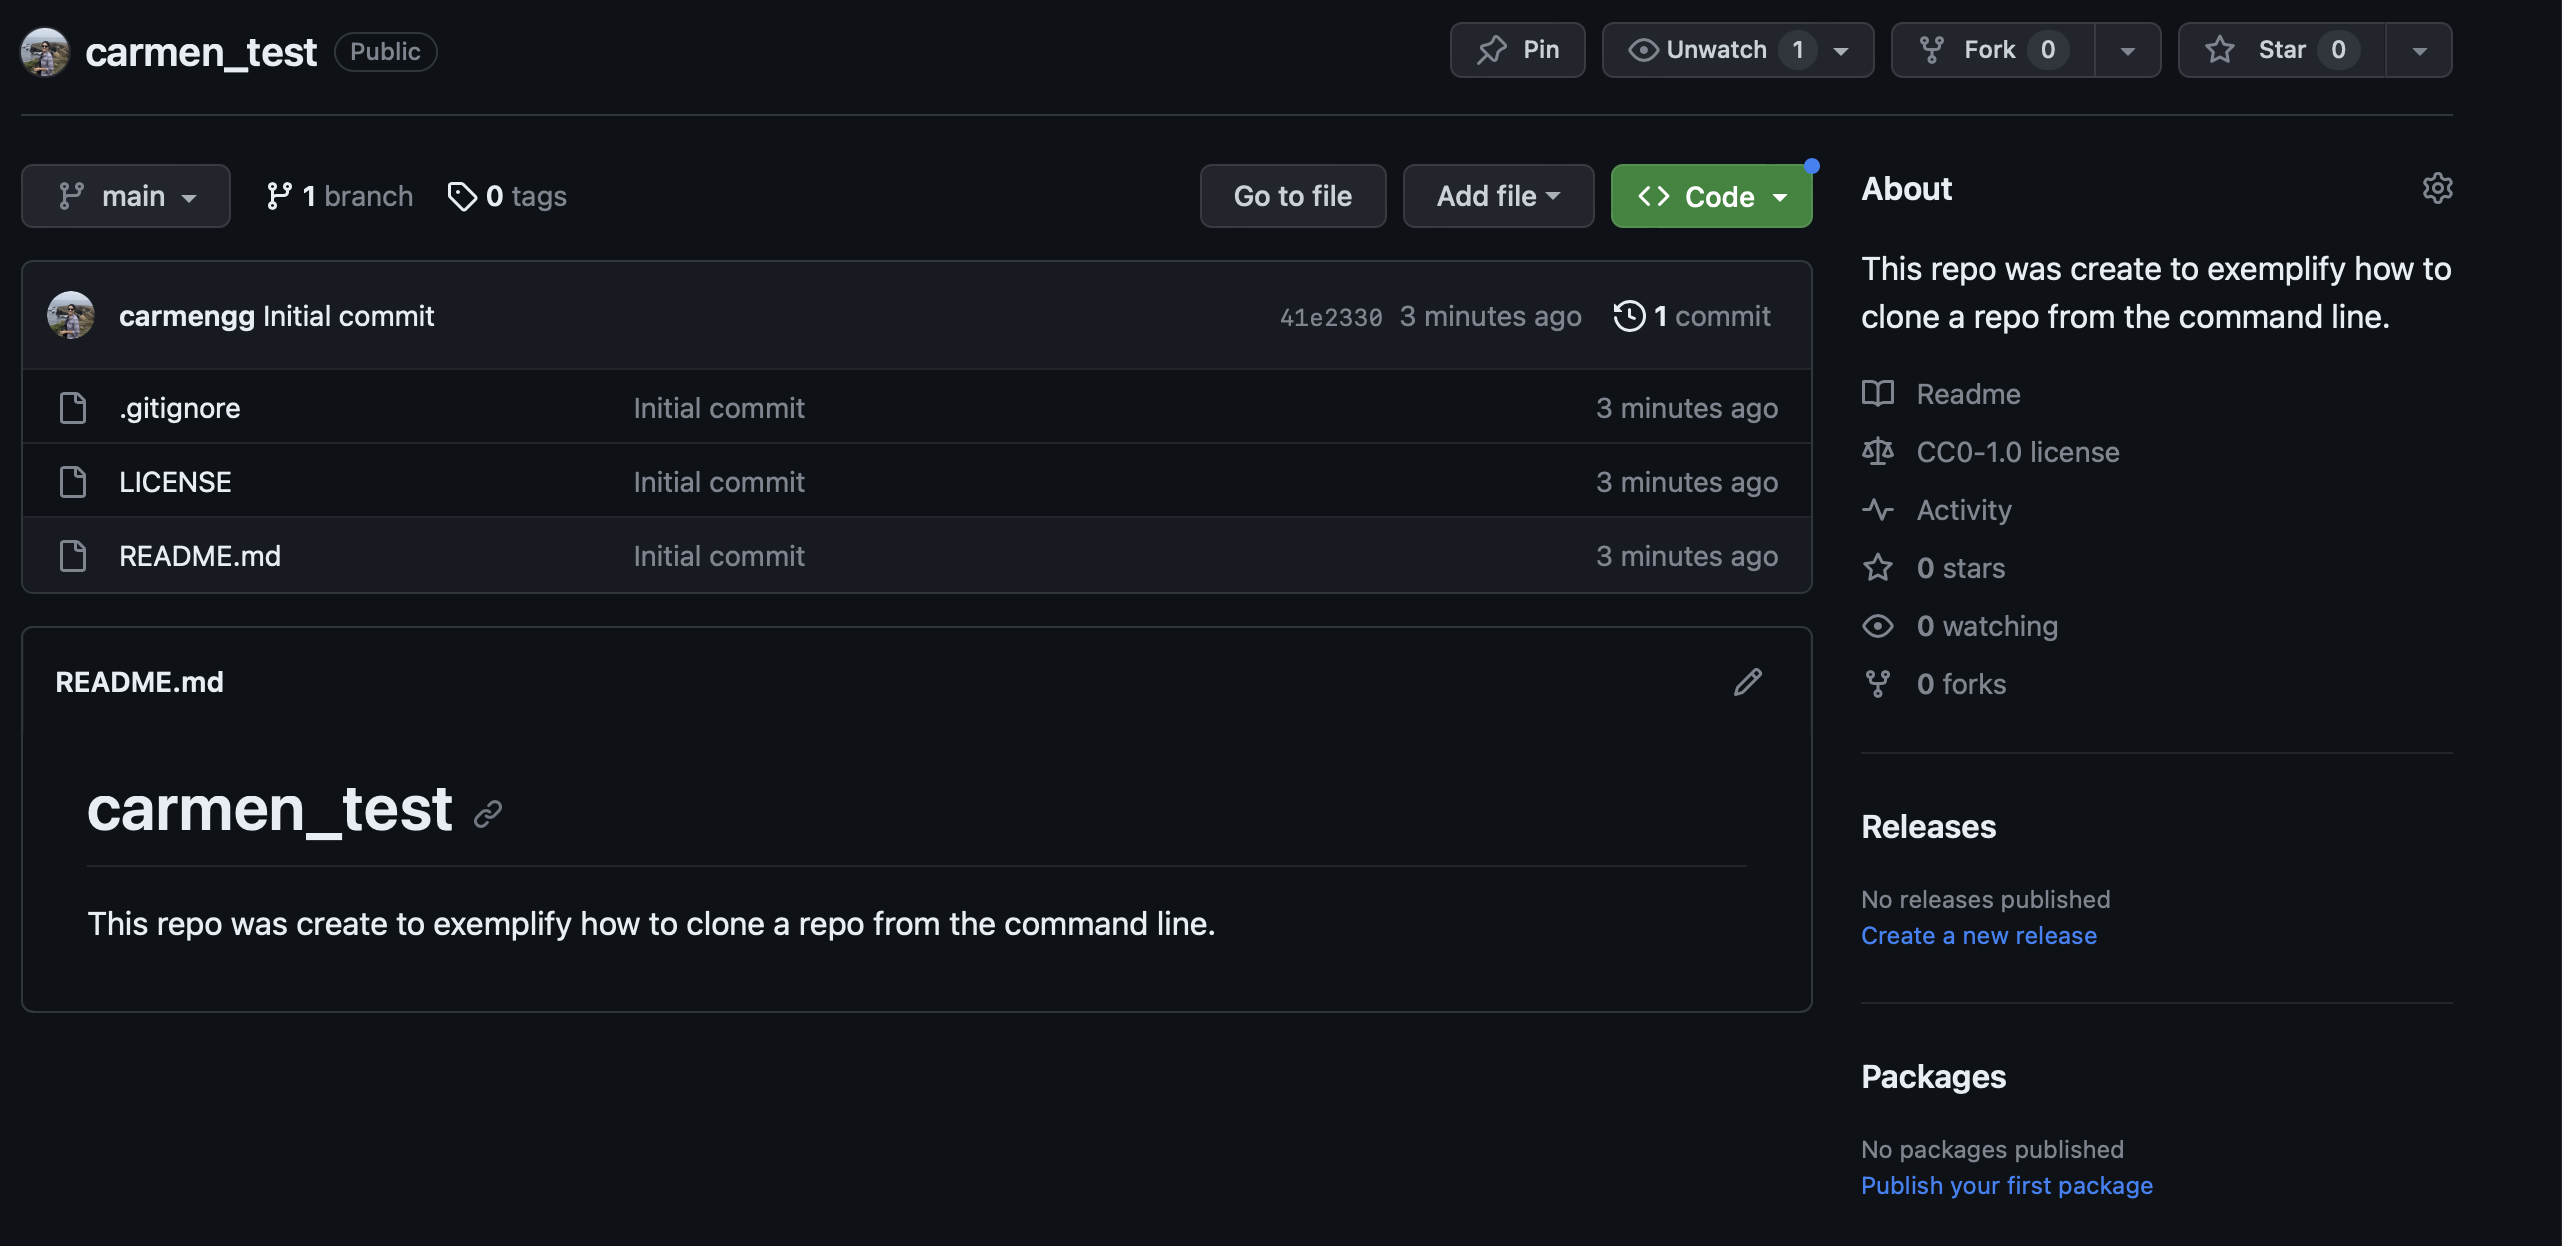 carmen_test Public Pin Unwatch 1 Fork 0 Star 0
main 1 branch 0 tags Go to file Add file Code
carmengg Initial commit 41e2330 3 minutes ago 1 commit
.gitignore Initial commit 3 minutes ago
LICENSE Initial commit 3 minutes ago
README.md Initial commit 3 minutes ago
README.md
carmen_test
This repo was create to exemplify how to clone a repo from the command line.
About
This repo was create to exemplify how to
clone a repo from the command line.
Readme
CC0-1.0 license
Activity
0 stars
0 watching
0 forks
Releases
No releases published
Create a new release
Packages
No packages published
Publish your first package